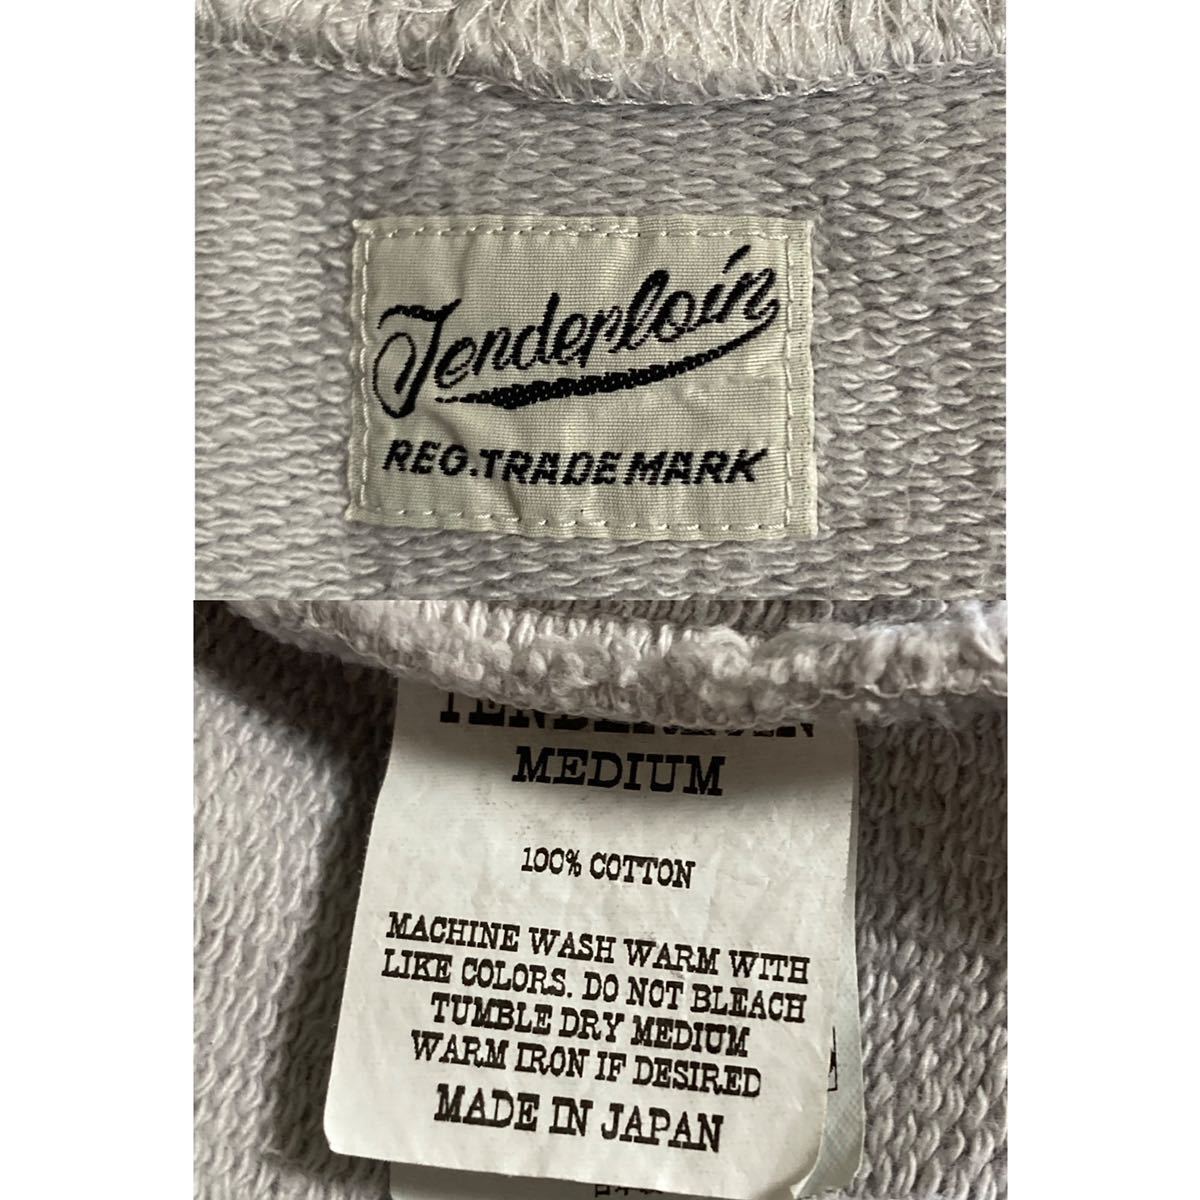 Tenderloin
REG.TRADE MARK
TENDERLOIN
MEDIUM
100% COTTON
MACHINE WASH WARM WITH
LIKE COLORS. DO NOT BLEACH
TUMBLE DRY MEDIUM
WARM IRON IF DESIRED
MADE IN JAPAN